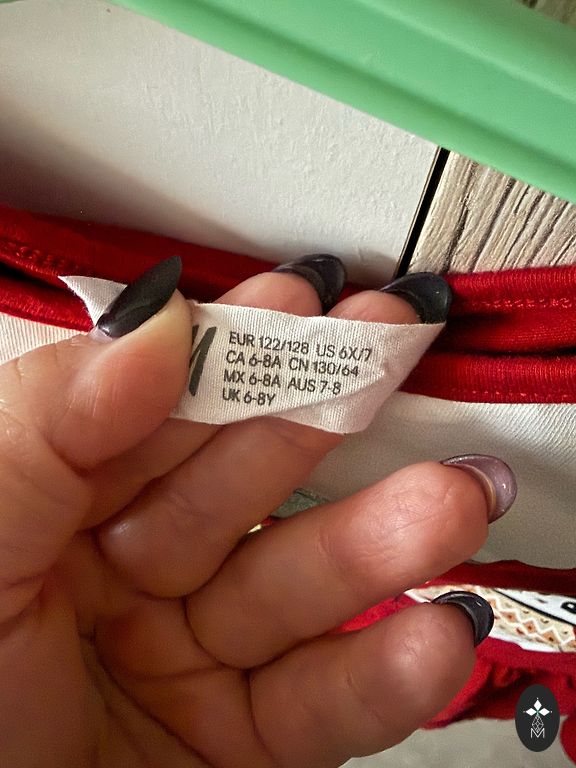 EUR 122/128 US 6X/7
CA 6-8A CN 130/64
MX 6-8A AUS 7-8
UK 6-8Y
M